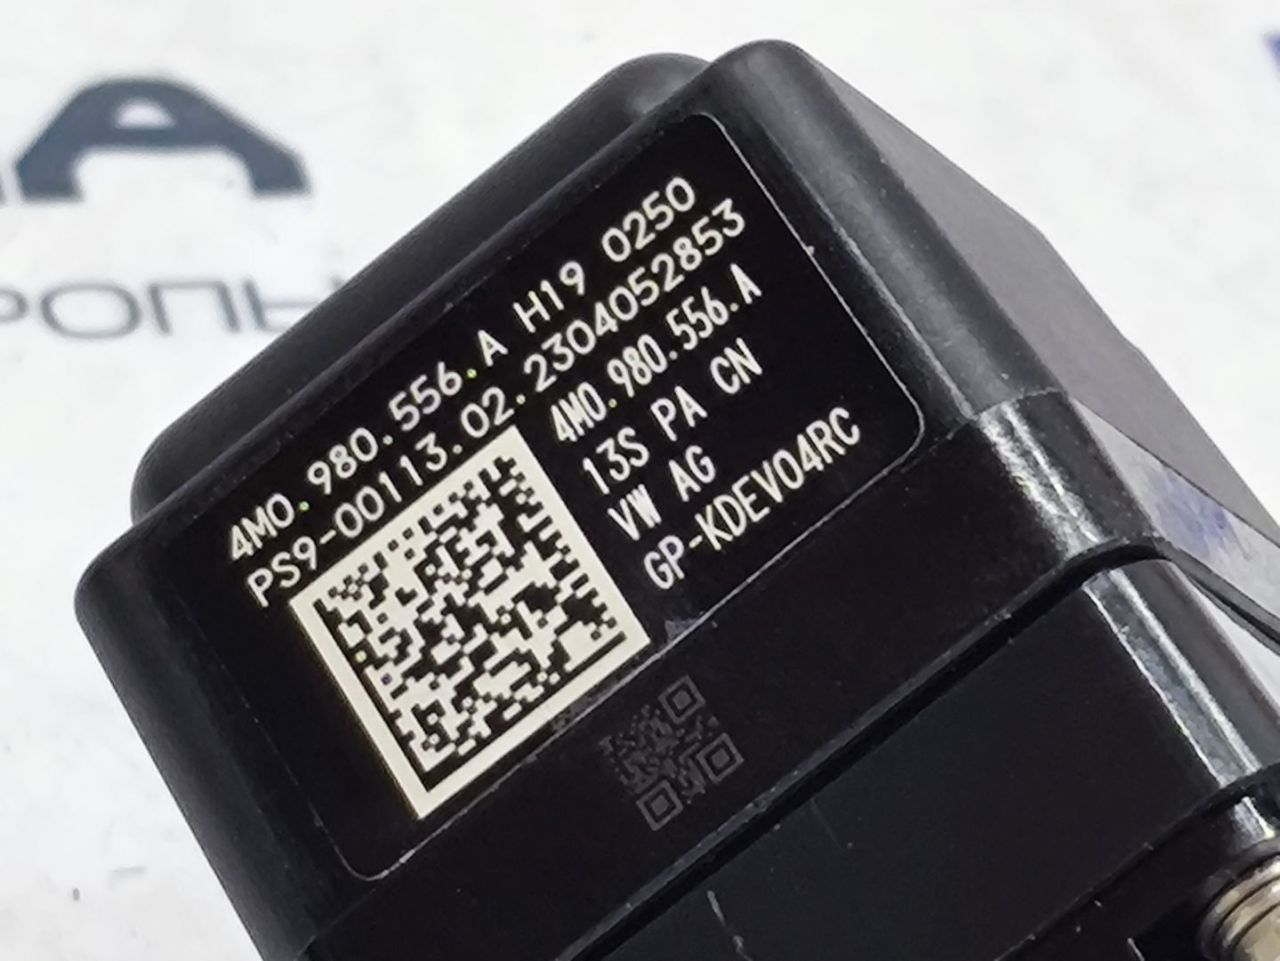 4M0.980.556.A H19 0250
PS9-00113.02.2304052853
4M0.980.556.A
13S PA CN
VW AG
GP-KDEV04RC